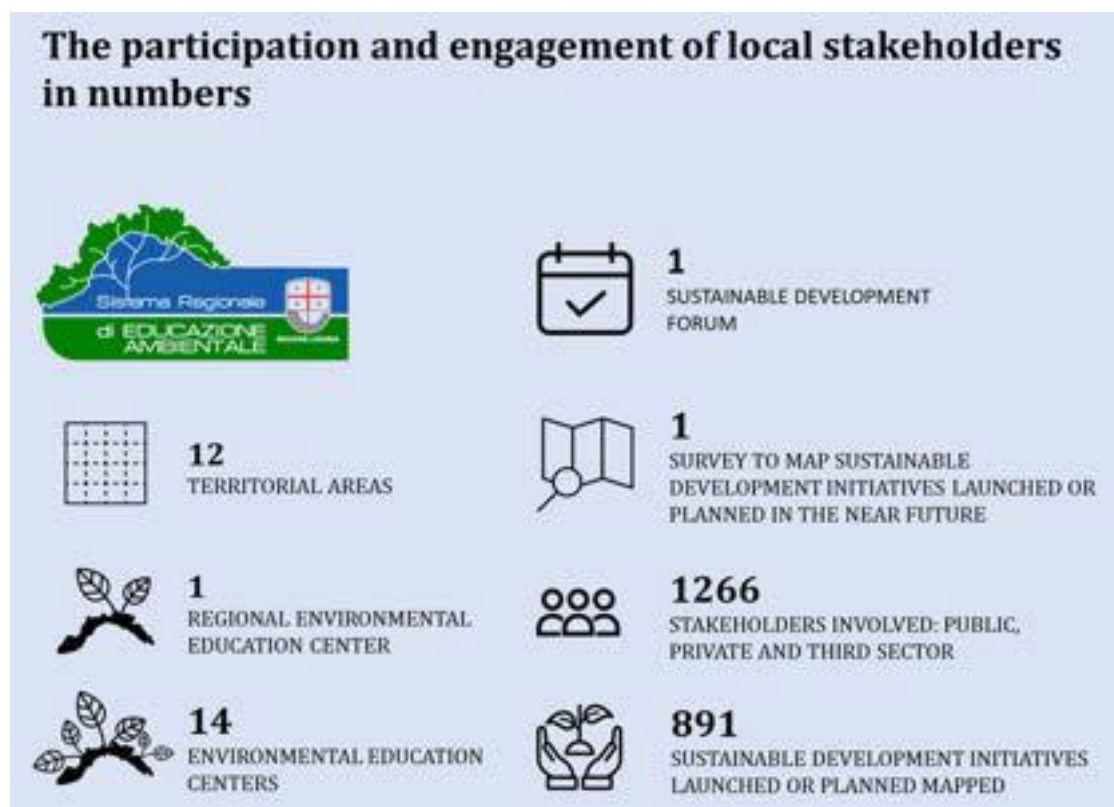 The participation and engagement of local stakeholders
in numbers
Sistema Regionale
di EDUCAZIONE
AMBIENTALE
1
SUSTAINABLE DEVELOPMENT
FORUM
12
TERRITORIAL AREAS
1
SURVEY TO MAP SUSTAINABLE
DEVELOPMENT INITIATIVES LAUNCHED OR
PLANNED IN THE NEAR FUTURE
1
REGIONAL ENVIRONMENTAL
EDUCATION CENTER
1266
STAKEHOLDERS INVOLVED: PUBLIC,
PRIVATE AND THIRD SECTOR
14
ENVIRONMENTAL EDUCATION
CENTERS
891
SUSTAINABLE DEVELOPMENT INITIATIVES
LAUNCHED OR PLANNED MAPPED